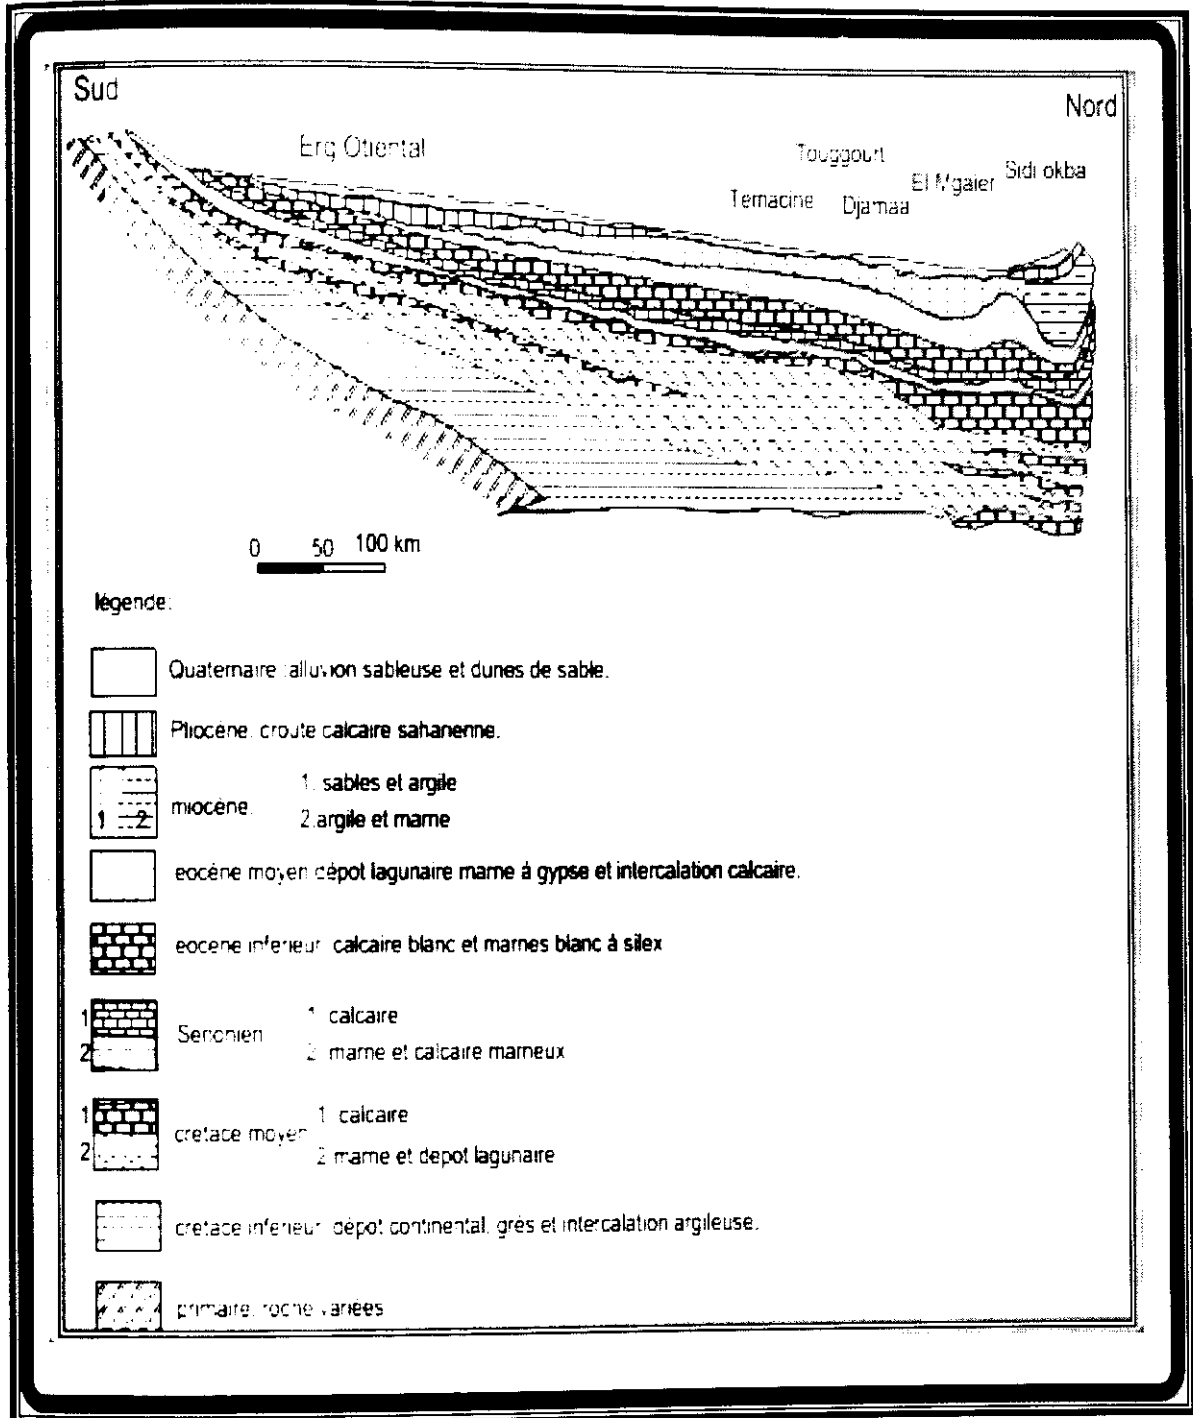 Sud
Nord
Erg Otiental
Touggourt
Sidi okba
El M'gaier
Temacine
Djamaa
0 50 100 km
légende:
Quaternaire : alluvion sableuse et dunes de sable.
Pliocène. croute calcaire sahanenne.
1. sables et argile
miocène.
1 2
2.argile et marne
eocène moyen dépot lagunaire marne à gypse et intercalation calcaire.
eocene inferieur calcaire blanc et marnes blanc à silex
1
1 calcaire
Senonien
2
2 marne et calcaire marneux
1
1 calcaire
cretace moyen
2
2 marne et depot lagunaire
cretace inferieur dépot continental, grés et intercalation argileuse.
primaire. roche variées